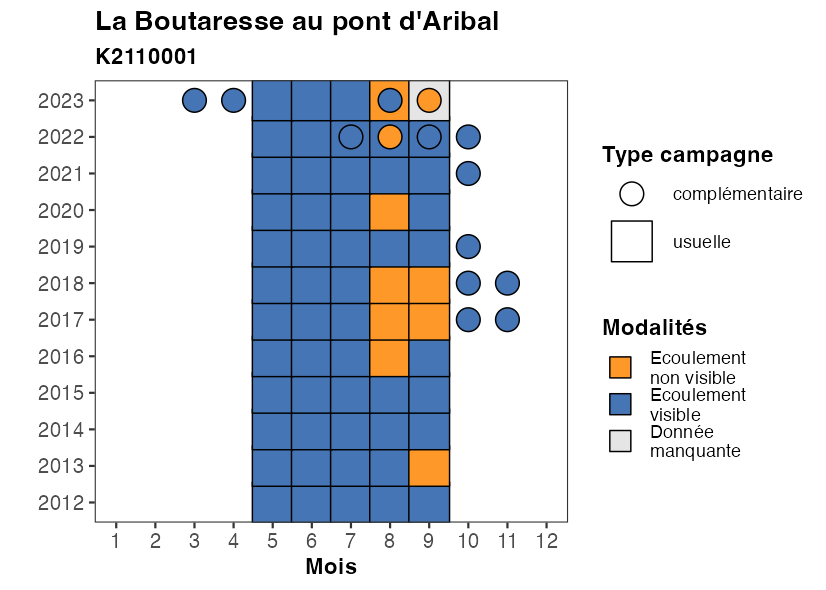 La Boutaresse au pont d'Aribal
K2110001
2023
2022
2021
2020
2019
2018
2017
2016
2015
2014
2013
2012
1 2 3 4 5 6 7 8 9 10 11 12
Mois
Type campagne
complémentaire
usuelle
Modalités
Ecoulement
non visible
Ecoulement
visible
Donnée
manquante